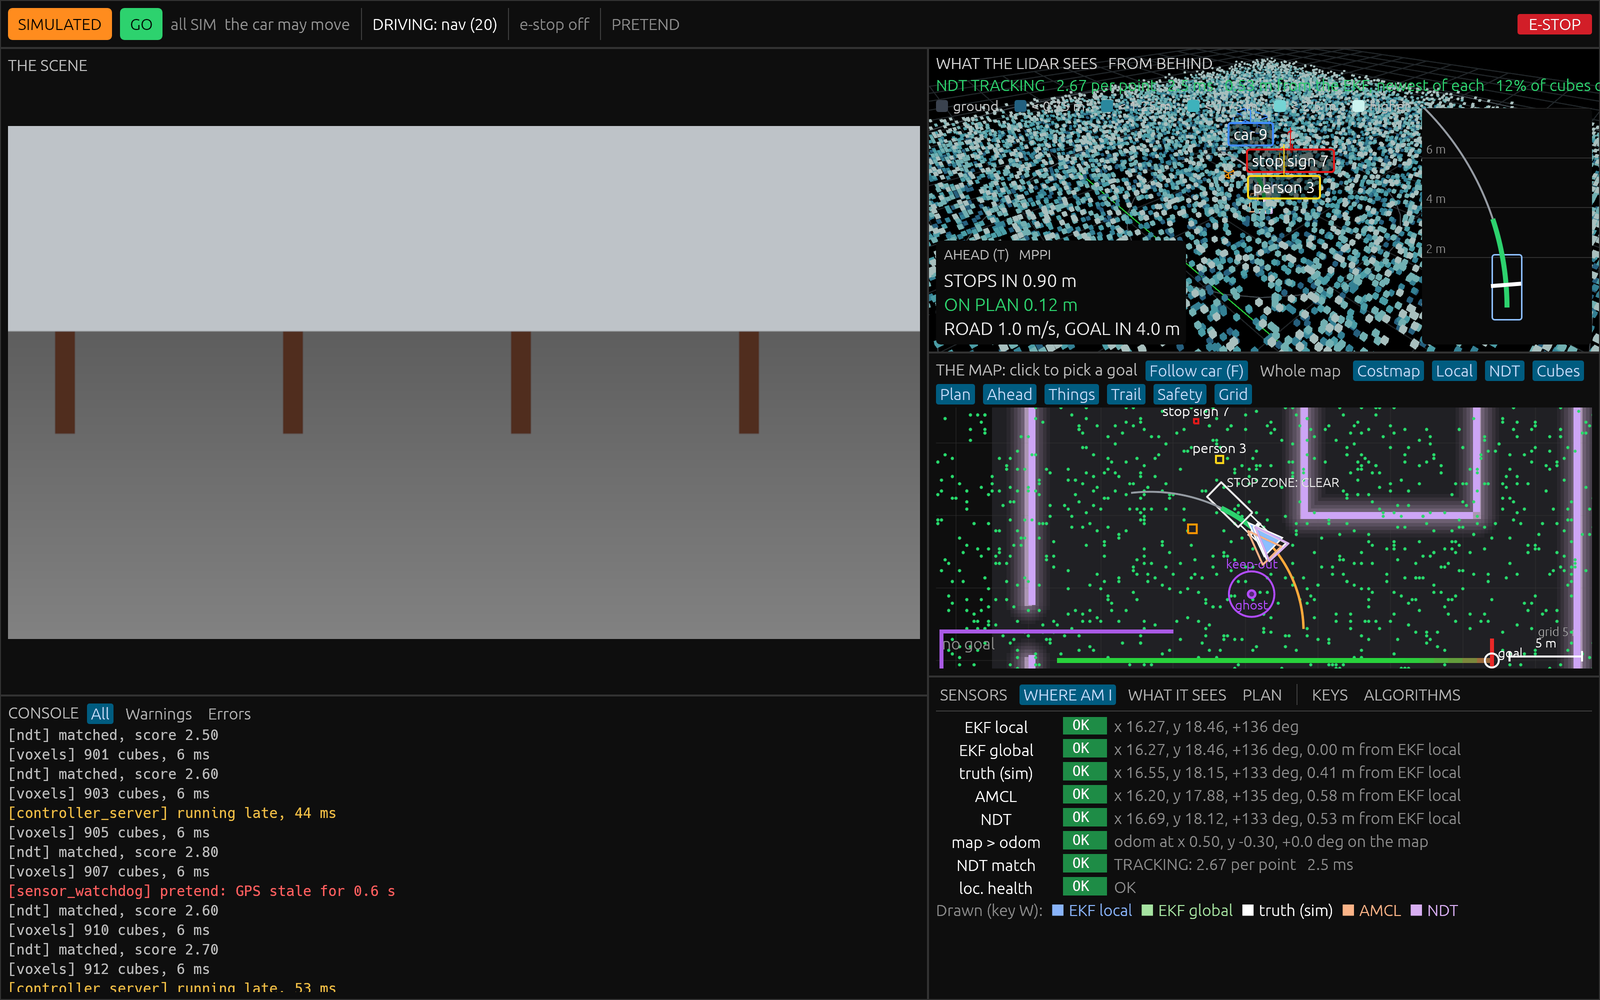 SIMULATED GO all SIM the car may move DRIVING: nav (20) e-stop off PRETEND E-STOP
THE SCENE
WHAT THE LIDAR SEES FROM BEHIND
NDT TRACKING 2.67 per point newest of each 12% of cubes
ground
car 9
stop sign 7
person 3
6 m
4 m
2 m
AHEAD (T) MPPI
STOPS IN 0.90 m
ON PLAN 0.12 m
ROAD 1.0 m/s, GOAL IN 4.0 m
THE MAP: click to pick a goal Follow car (F) Whole map Costmap Local NDT Cubes
Plan Ahead Things Trail Safety Grid
stop sign 7
person 3
STOP ZONE: CLEAR
keep-out
ghost
no goal
grid 5
5 m
goal
CONSOLE All Warnings Errors
[ndt] matched, score 2.50
[voxels] 901 cubes, 6 ms
[ndt] matched, score 2.60
[voxels] 903 cubes, 6 ms
[controller_server] running late, 44 ms
[voxels] 905 cubes, 6 ms
[ndt] matched, score 2.80
[voxels] 907 cubes, 6 ms
[sensor_watchdog] pretend: GPS stale for 0.6 s
[ndt] matched, score 2.60
[voxels] 910 cubes, 6 ms
[ndt] matched, score 2.70
[voxels] 912 cubes, 6 ms
[controller_server] running late, 53 ms
SENSORS WHERE AM I WHAT IT SEES PLAN KEYS ALGORITHMS
EKF local OK x 16.27, y 18.46, +136 deg
EKF global OK x 16.27, y 18.46, +136 deg, 0.00 m from EKF local
truth (sim) OK x 16.55, y 18.15, +133 deg, 0.41 m from EKF local
AMCL OK x 16.20, y 17.88, +135 deg, 0.58 m from EKF local
NDT OK x 16.69, y 18.12, +133 deg, 0.53 m from EKF local
map > odom OK odom at x 0.50, y -0.30, +0.0 deg on the map
NDT match OK TRACKING: 2.67 per point 2.5 ms
loc. health OK OK
Drawn (key W): EKF local EKF global truth (sim) AMCL NDT